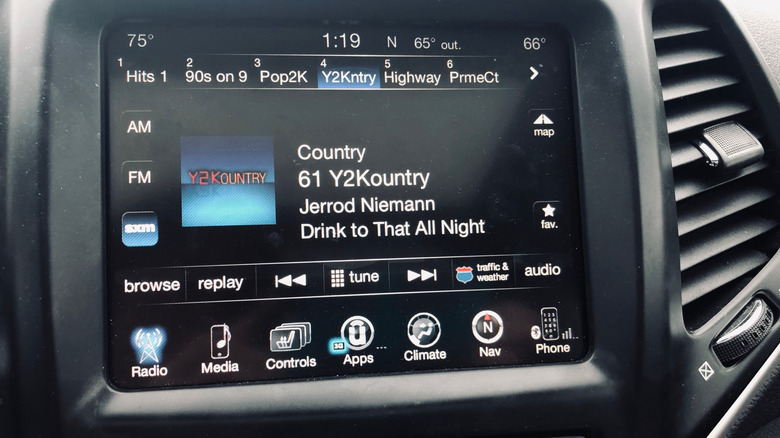 75° 1:19 N 65° out. 66°
1 Hits 1 2 90s on 9 3 Pop2K 4 Y2Kntry 5 Highway 6 PrmeCt
AM
map
FM
sxm
Y2KOUNTRY
Country
61 Y2Kountry
Jerrod Niemann
Drink to That All Night
fav.
browse replay tune traffic & weather audio
Radio Media Controls 3G u Apps Climate N Nav Phone